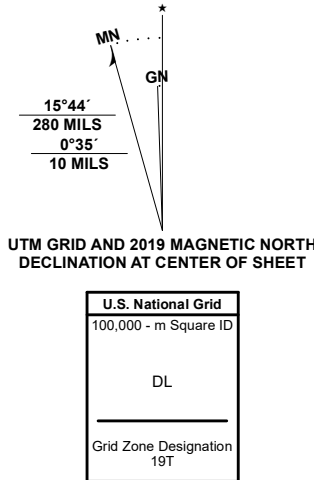 ★
MN
GN
15°44´
280 MILS
0°35´
10 MILS
UTM GRID AND 2019 MAGNETIC NORTH
DECLINATION AT CENTER OF SHEET
U.S. National Grid
100,000 - m Square ID
DL
Grid Zone Designation
19T